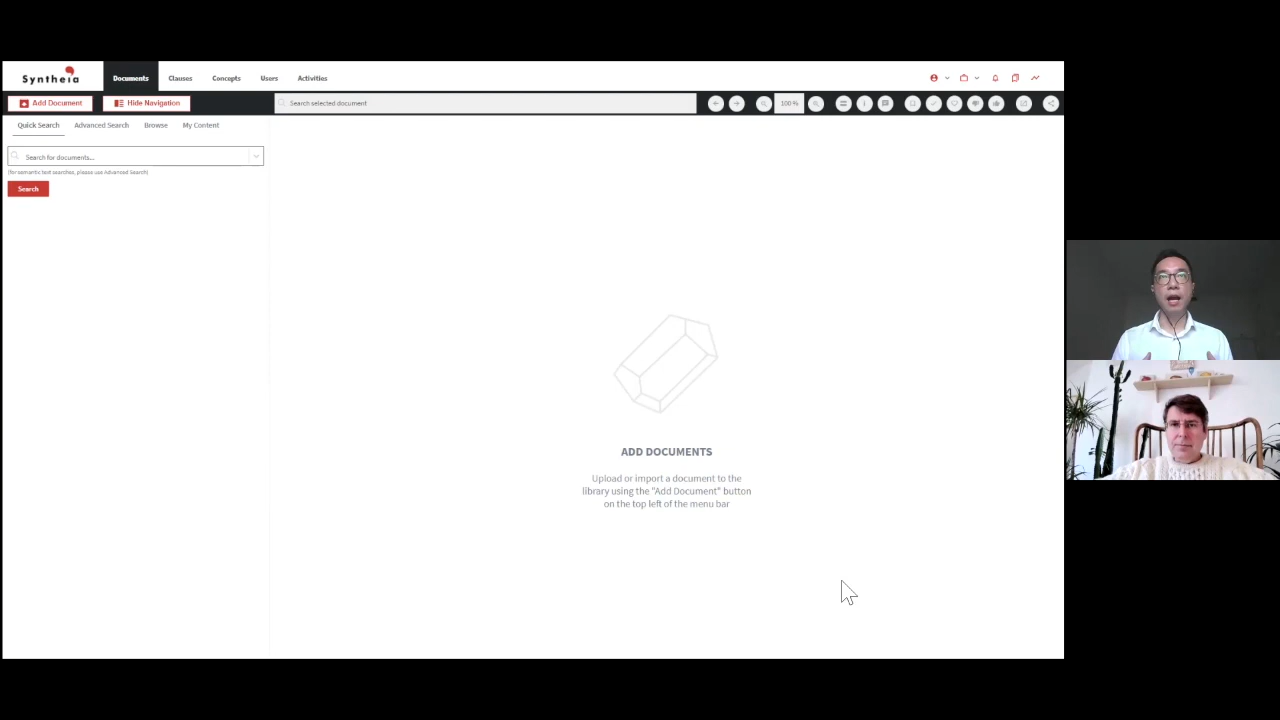 Syntheia
Documents
Clauses
Concepts
Users
Activities
Add Document
Hide Navigation
Search selected document
100 %
Quick Search
Advanced Search
Browse
My Content
Search for documents...
(for semantic text searches, please use Advanced Search)
Search
ADD DOCUMENTS
Upload or import a document to the
library using the "Add Document" button
on the top left of the menu bar